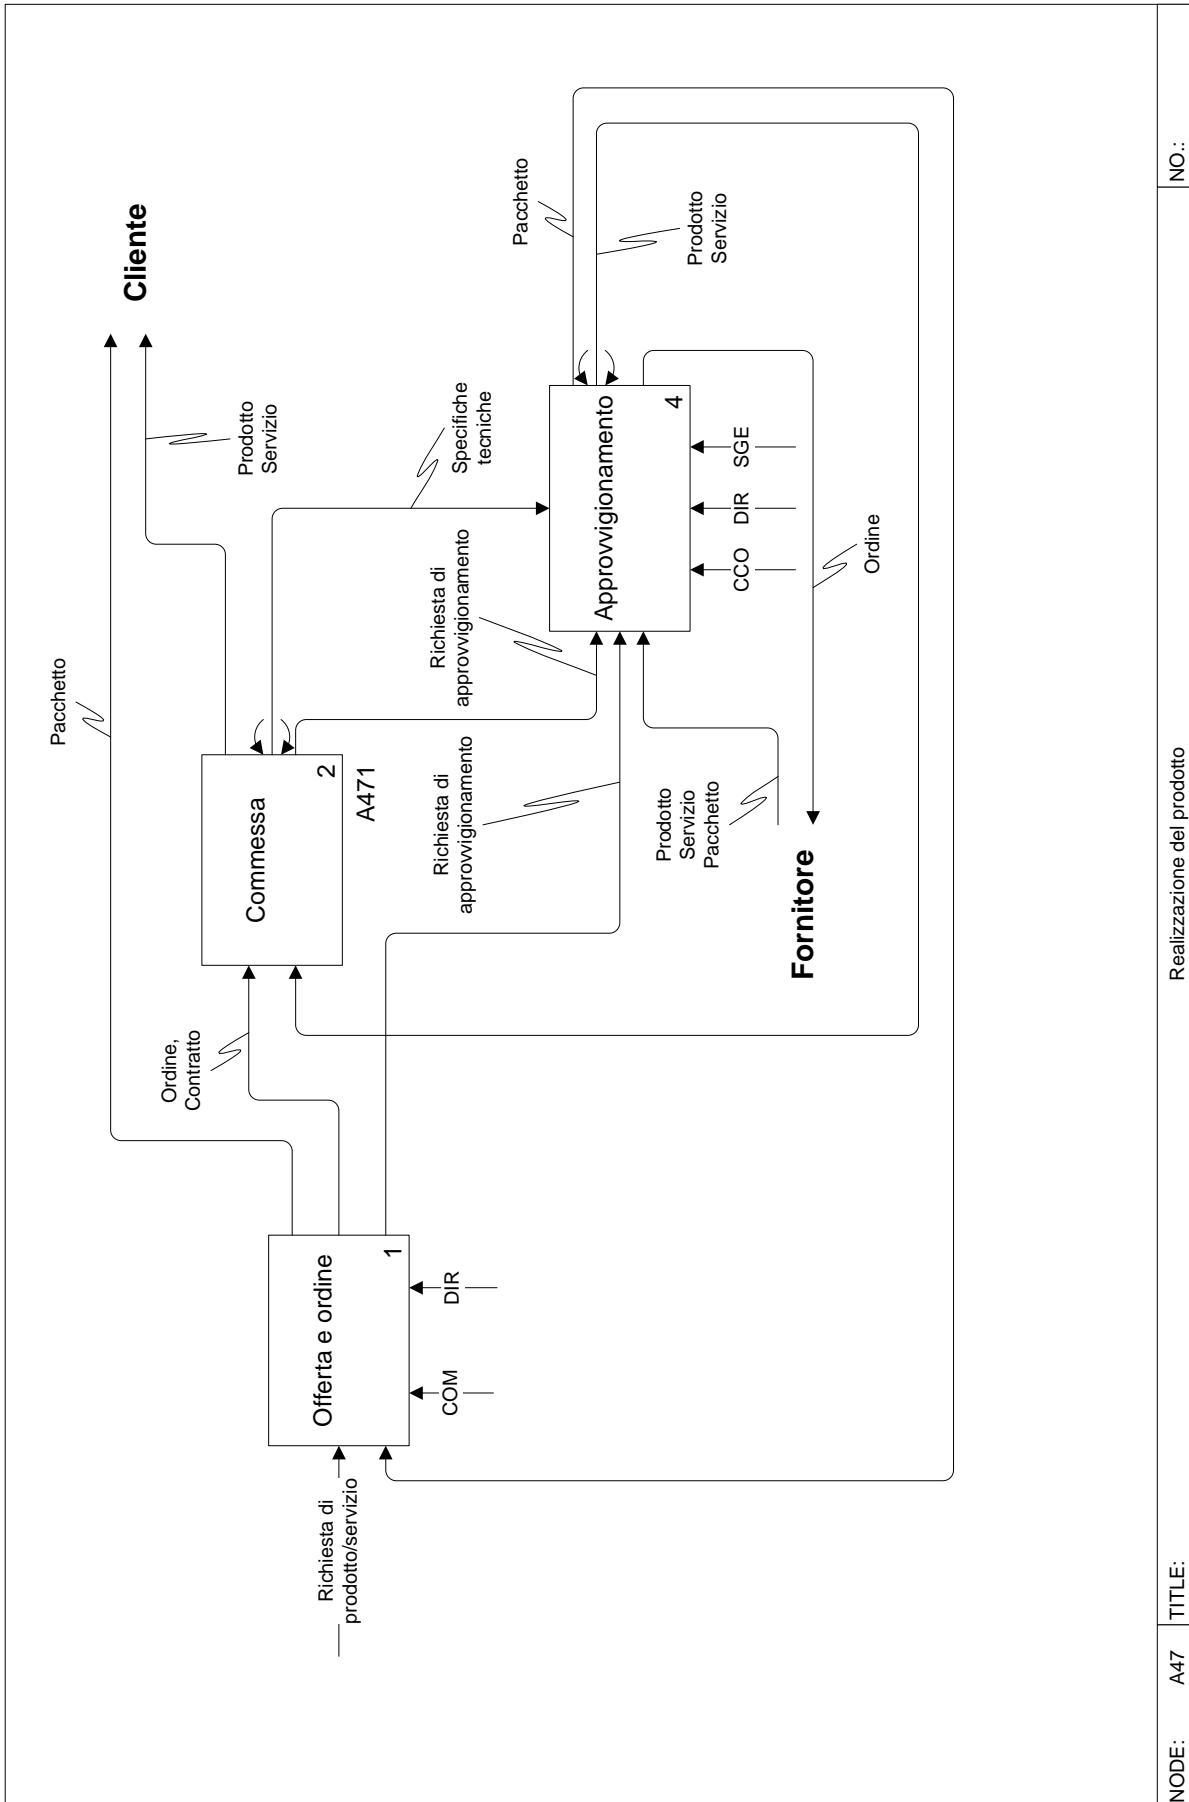 Pacchetto
Cliente
Prodotto
Servizio
Ordine,
Contratto
Commessa
2
A471
Specifiche
tecniche
Richiesta di
prodotto/servizio
Offerta e ordine
1
COM
DIR
Richiesta di
approvvigionamento
Richiesta di
approvvigionamento
Pacchetto
Prodotto
Servizio
Approvvigionamento
4
CCO
DIR
SGE
Prodotto
Servizio
Pacchetto
Fornitore
Ordine
NODE:
A47
TITLE:
Realizzazione del prodotto
NO.: